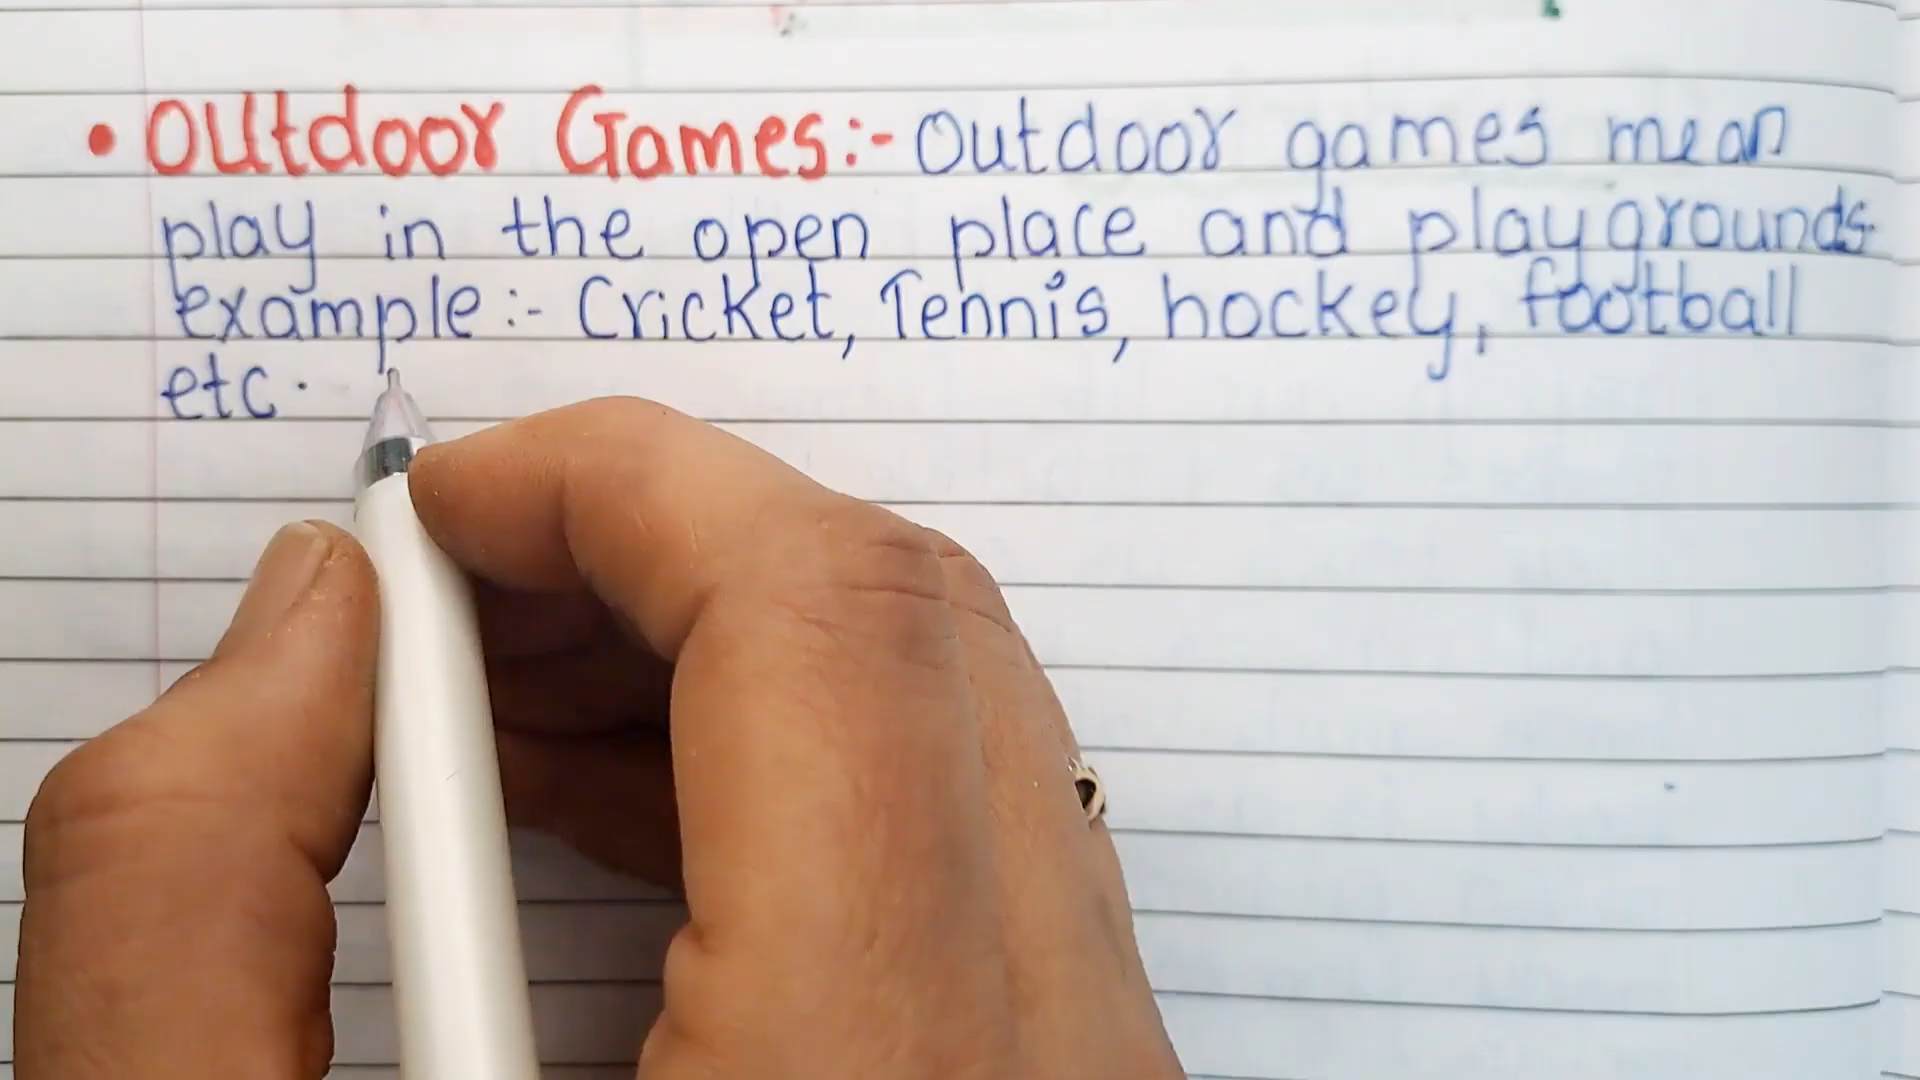 • Outdoor Games:- Outdoor games mean
play in the open place and playgrounds.
example:- Cricket, Tennis, hockey, football
etc.